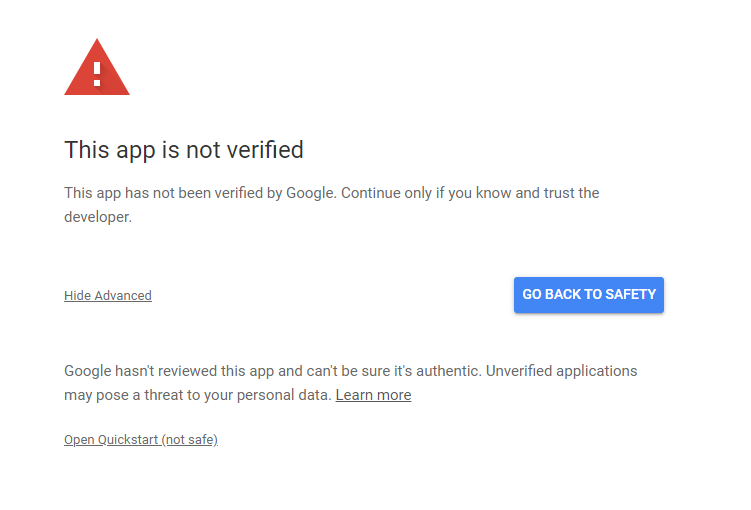 This app is not verified
This app has not been verified by Google. Continue only if you know and trust the
developer.
Hide Advanced
GO BACK TO SAFETY
Google hasn't reviewed this app and can't be sure it's authentic. Unverified applications
may pose a threat to your personal data. Learn more
Open Quickstart (not safe)